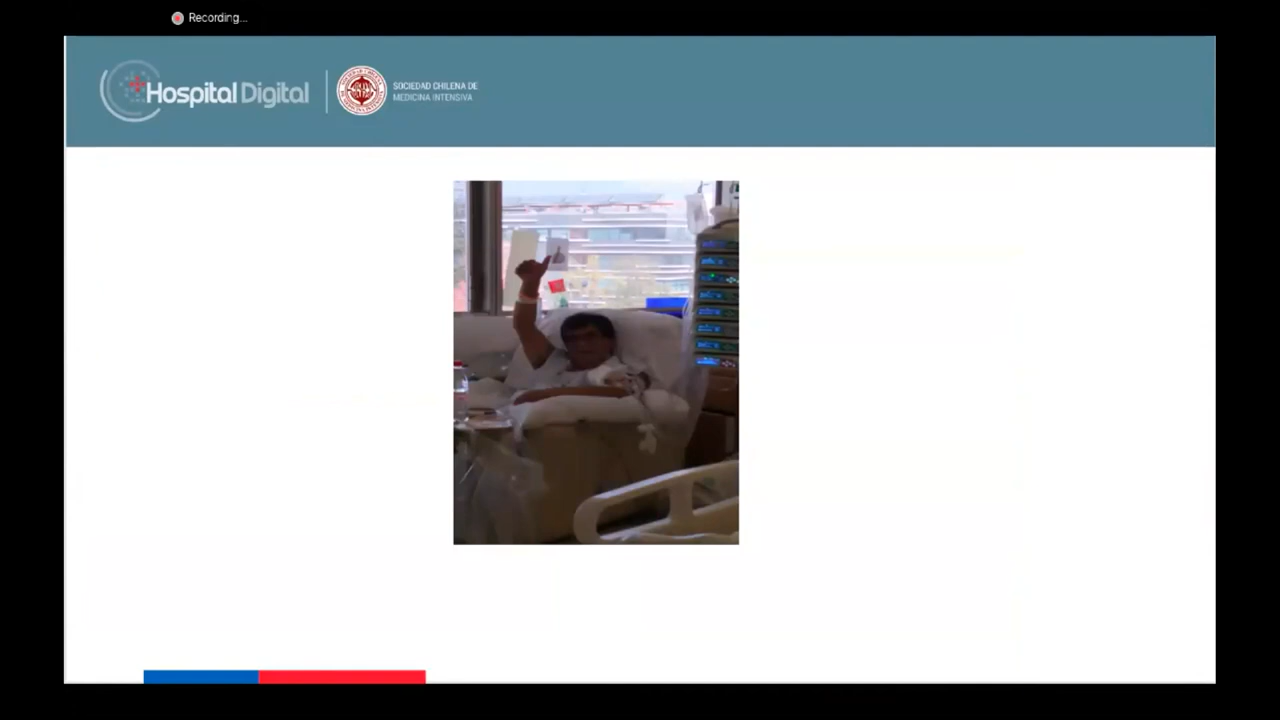 Recording...
Hospital Digital
SOCIEDAD CHILENA DE
MEDICINA INTENSIVA